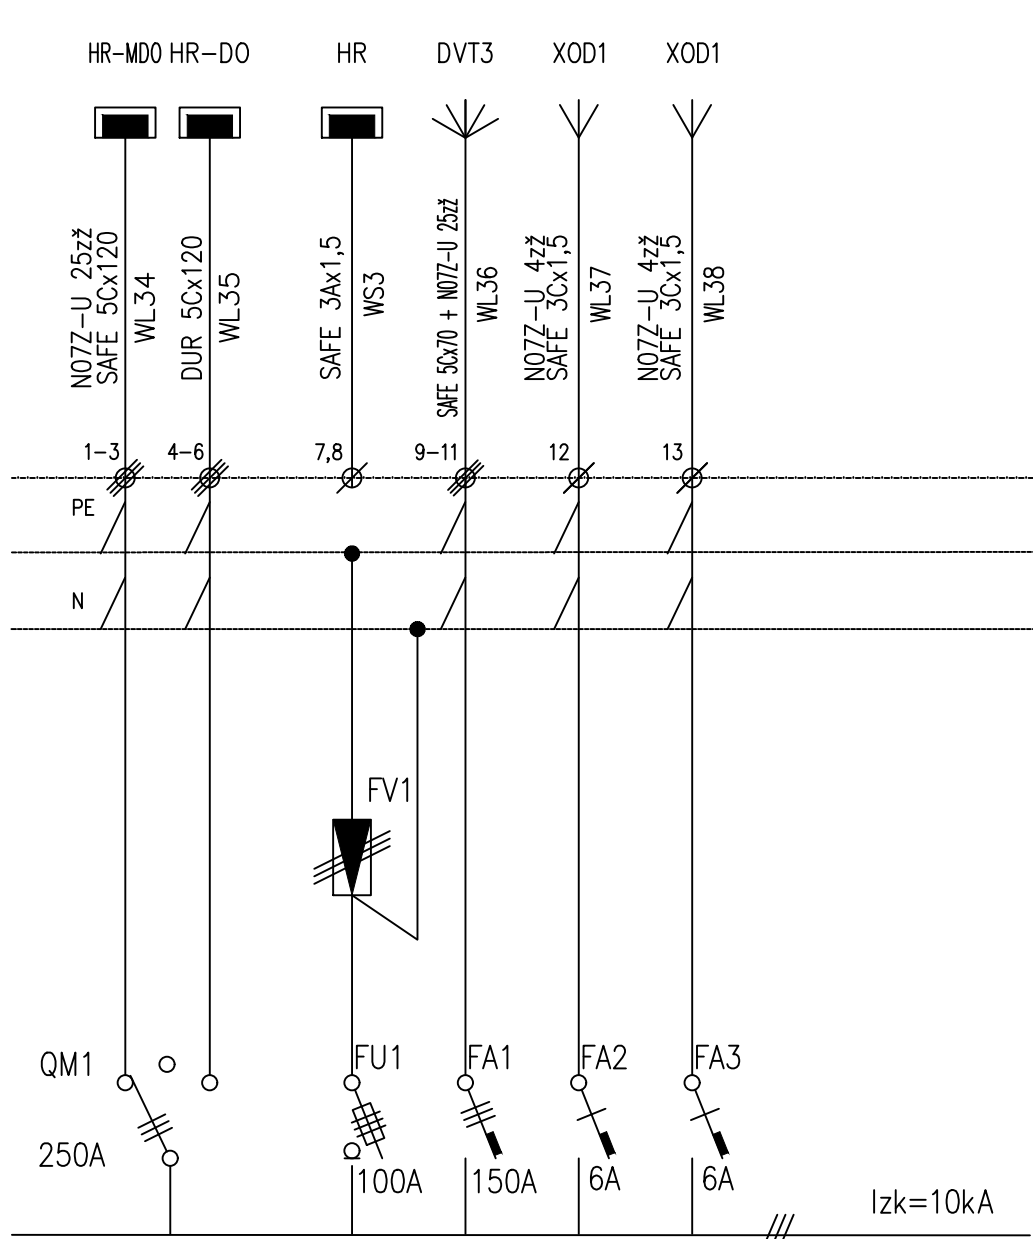 HR-MDO HR-DO HR DVT3 XOD1 XOD1
N07Z-U 25zž
SAFE 5Cx120
WL34
DUR 5Cx120
WL35
SAFE 3Ax1,5
WS3
SAFE 5Cx70 + N07Z-U 25zž
WL36
N07Z-U 4zž
SAFE 3Cx1,5
WL37
N07Z-U 4zž
SAFE 3Cx1,5
WL38
1-3 4-6 7,8 9-11 12 13
PE
N
FV1
QM1 FU1 FA1 FA2 FA3
250A 100A 150A 6A 6A
Izk=10kA